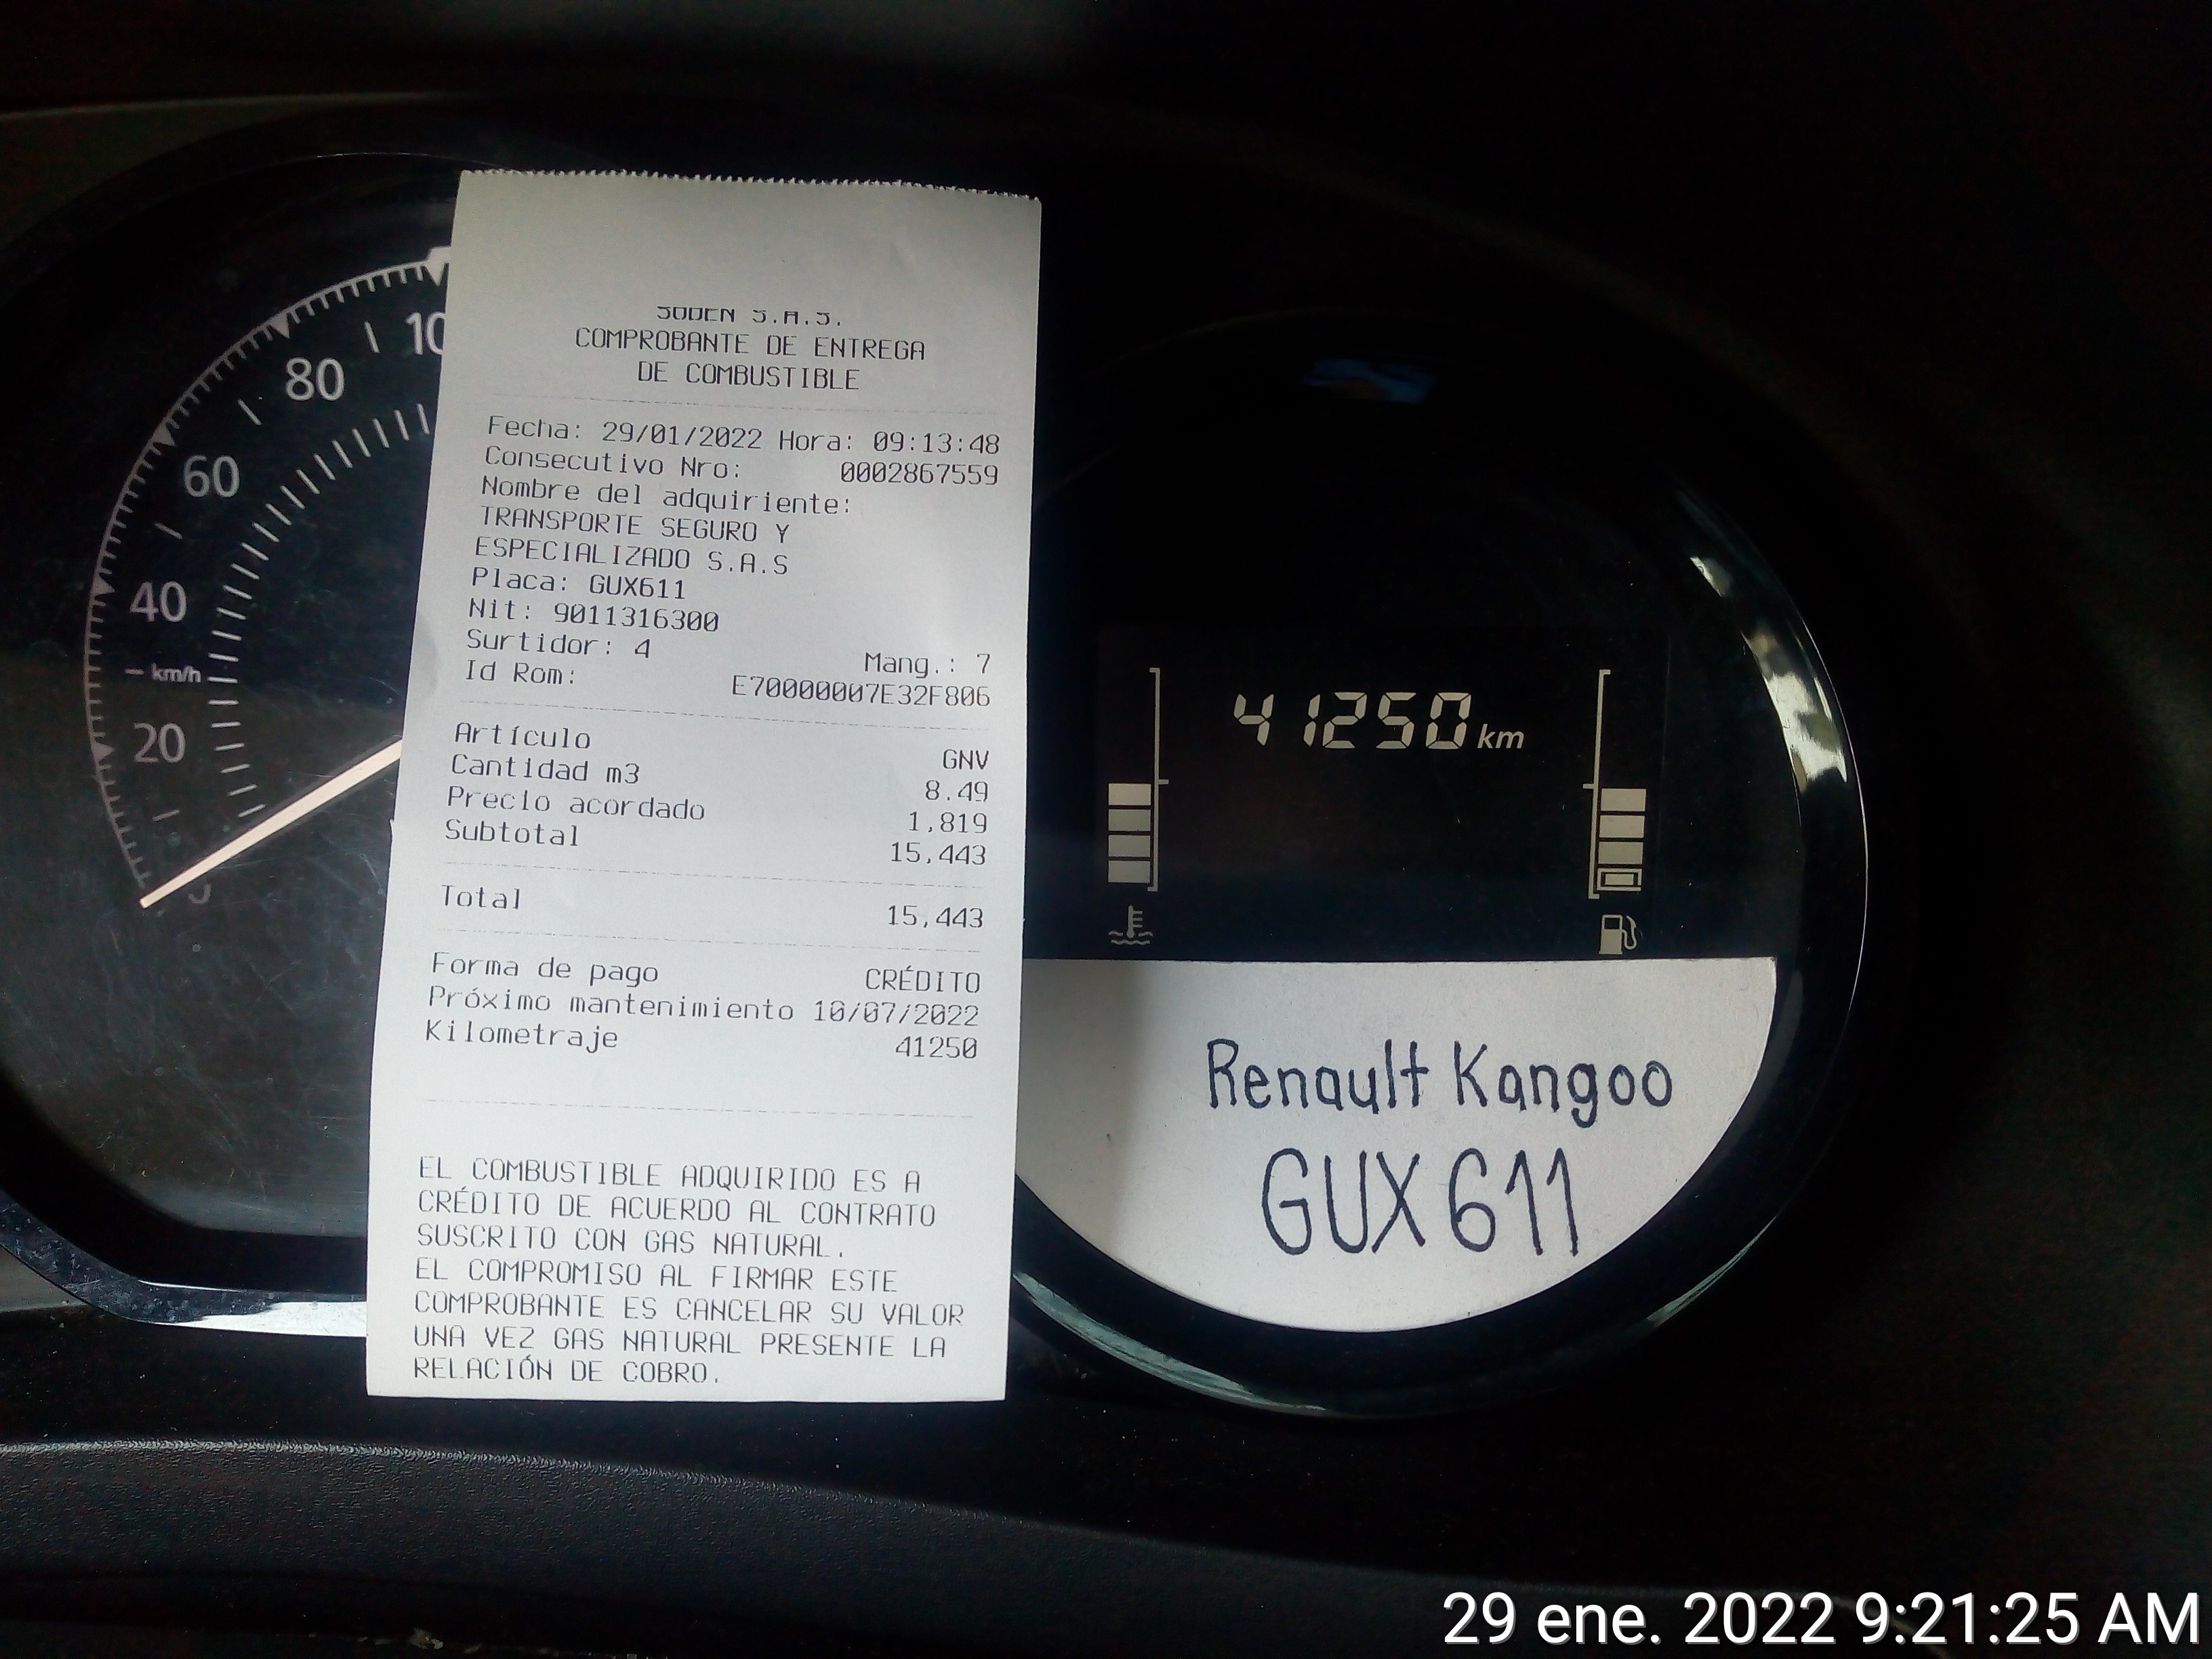 80
100
60
40
km/h
20
SODEN S.A.S.
COMPROBANTE DE ENTREGA
DE COMBUSTIBLE
Fecha: 29/01/2022 Hora: 09:13:48
Consecutivo Nro: 0002867559
Nombre del adquiriente:
TRANSPORTE SEGURO Y
ESPECIALIZADO S.A.S
Placa: GUX611
Nit: 9011316300
Surtidor: 4 Mang.: 7
Id Rom: E70000007E32F806
Artículo GNV
Cantidad m3 8.49
Precio acordado 1,819
Subtotal 15,443
Total 15,443
Forma de pago CRÉDITO
Próximo mantenimiento 10/07/2022
Kilometraje 41250
EL COMBUSTIBLE ADQUIRIDO ES A
CRÉDITO DE ACUERDO AL CONTRATO
SUSCRITO CON GAS NATURAL.
EL COMPROMISO AL FIRMAR ESTE
COMPROBANTE ES CANCELAR SU VALOR
UNA VEZ GAS NATURAL PRESENTE LA
RELACIÓN DE COBRO.
41250 km
Renault Kangoo
GUX 611
29 ene. 2022 9:21:25 AM